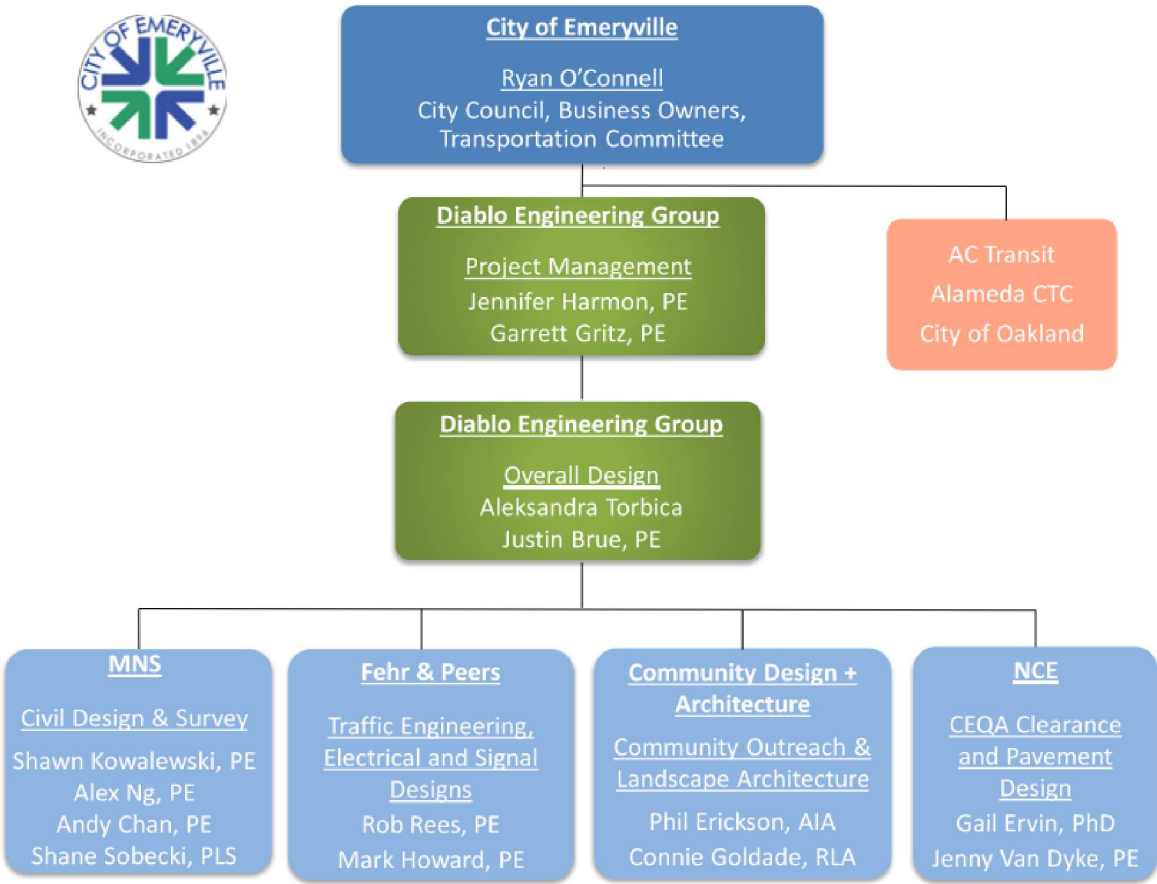 CITY OF EMERYVILLE
INCORPORATED 1896
City of Emeryville
Ryan O’Connell
City Council, Business Owners,
Transportation Committee
Diablo Engineering Group
Project Management
Jennifer Harmon, PE
Garrett Gritz, PE
AC Transit
Alameda CTC
City of Oakland
Diablo Engineering Group
Overall Design
Aleksandra Torbica
Justin Brue, PE
MNS
Civil Design & Survey
Shawn Kowalewski, PE
Alex Ng, PE
Andy Chan, PE
Shane Sobecki, PLS
Fehr & Peers
Traffic Engineering,
Electrical and Signal
Designs
Rob Rees, PE
Mark Howard, PE
Community Design +
Architecture
Community Outreach &
Landscape Architecture
Phil Erickson, AIA
Connie Goldade, RLA
NCE
CEQA Clearance
and Pavement
Design
Gail Ervin, PhD
Jenny Van Dyke, PE